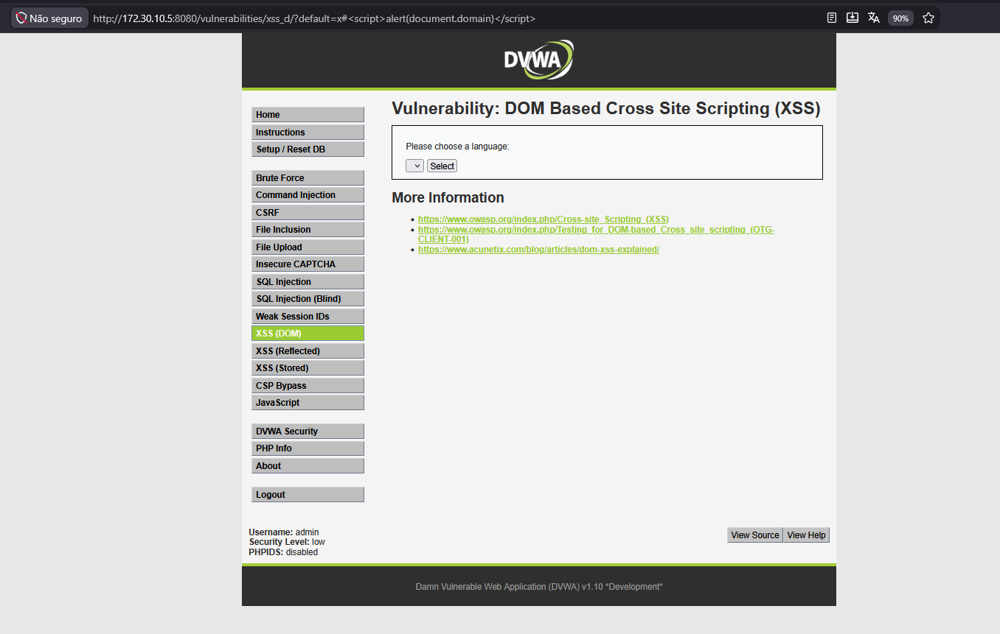 Não seguro http://172.30.10.5:8080/vulnerabilities/xss_d/?default=x#<script>alert(document.domain)</script> 90%
DVWA
Vulnerability: DOM Based Cross Site Scripting (XSS)
Home
Instructions
Setup / Reset DB
Brute Force
Command Injection
CSRF
File Inclusion
File Upload
Insecure CAPTCHA
SQL Injection
SQL Injection (Blind)
Weak Session IDs
XSS (DOM)
XSS (Reflected)
XSS (Stored)
CSP Bypass
JavaScript
DVWA Security
PHP Info
About
Logout
Please choose a language:
Select
More Information
• https://www.owasp.org/index.php/Cross-site_Scripting_(XSS)
• https://www.owasp.org/index.php/Testing_for_DOM-based_Cross_site_scripting_(OTG-
CLIENT-001)
• https://www.acunetix.com/blog/articles/dom-xss-explained/
Username: admin
Security Level: low
PHPIDS: disabled
View Source View Help
Damn Vulnerable Web Application (DVWA) v1.10 *Development*